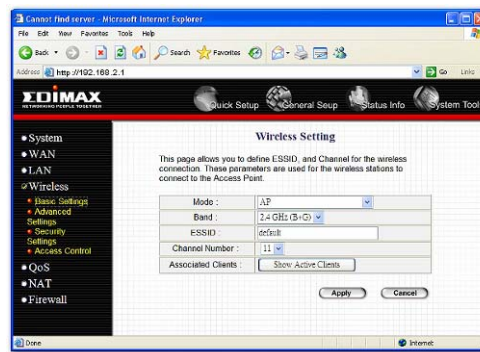 Cannot find server - Microsoft Internet Explorer
File Edit View Favorites Tools Help
Back Search Favorites
Address http://192.168.2.1 Go Links
EDIMAX
NETWORKING PEOPLE TOGETHER
Quick Setup General Seup Status Info System Tool
System
WAN
LAN
Wireless
Basic Settings
Advanced
Settings
Security
Settings
Access Control
QoS
NAT
Firewall
Wireless Setting
This page allows you to define ESSID, and Channel for the wireless
connection. These parameters are used for the wireless stations to
connect to the Access Point.
Mode : AP
Band : 2.4 GHz (B+G)
ESSID : default
Channel Number : 11
Associated Clients : Show Active Clients
Apply Cancel
Done Internet